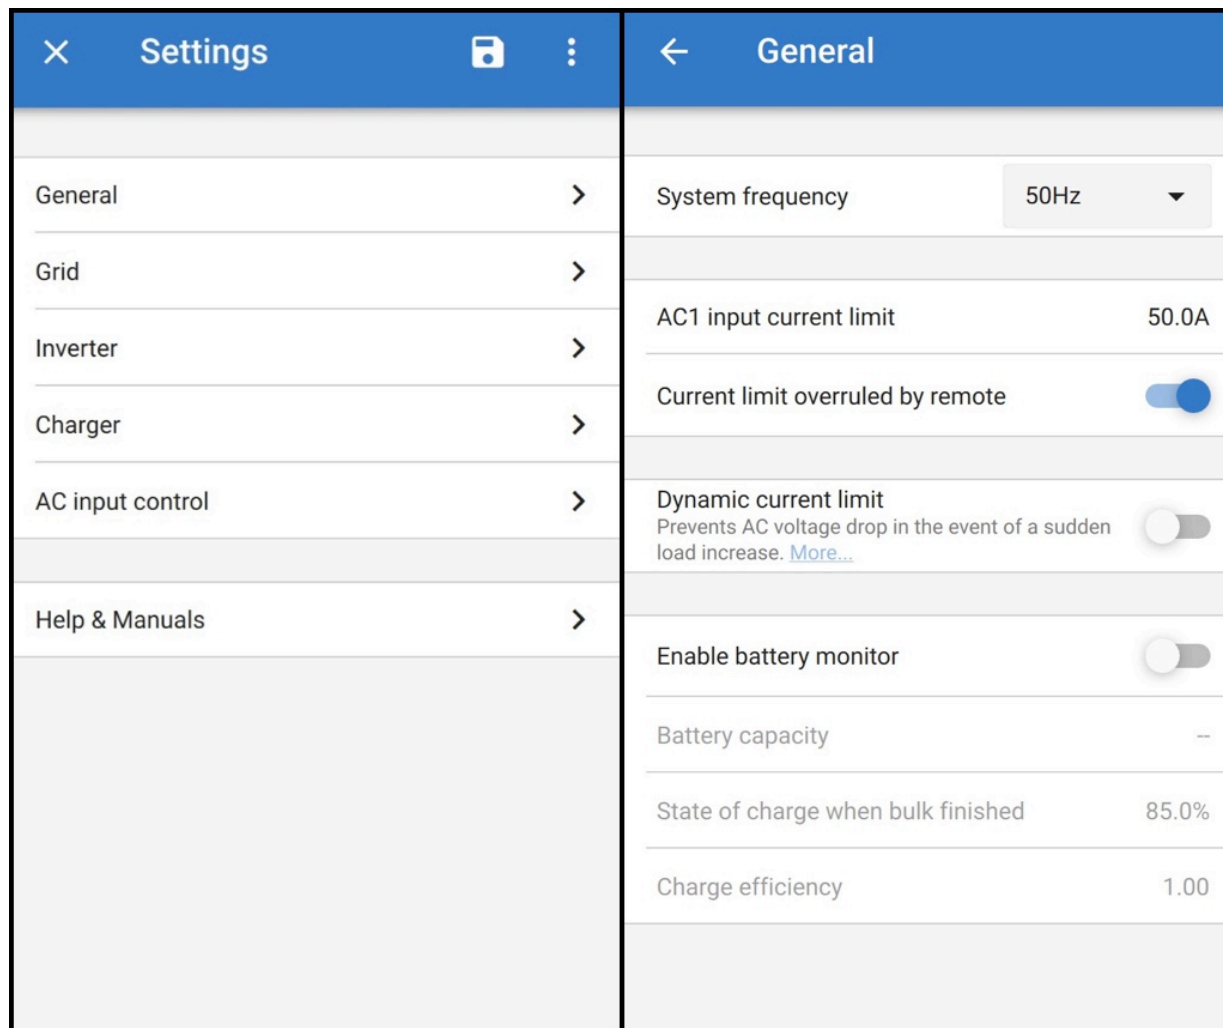 Settings
General
Grid
Inverter
Charger
AC input control
Help & Manuals
General
System frequency 50Hz
AC1 input current limit 50.0A
Current limit overruled by remote
Dynamic current limit
Prevents AC voltage drop in the event of a sudden
load increase. More...
Enable battery monitor
Battery capacity --
State of charge when bulk finished 85.0%
Charge efficiency 1.00